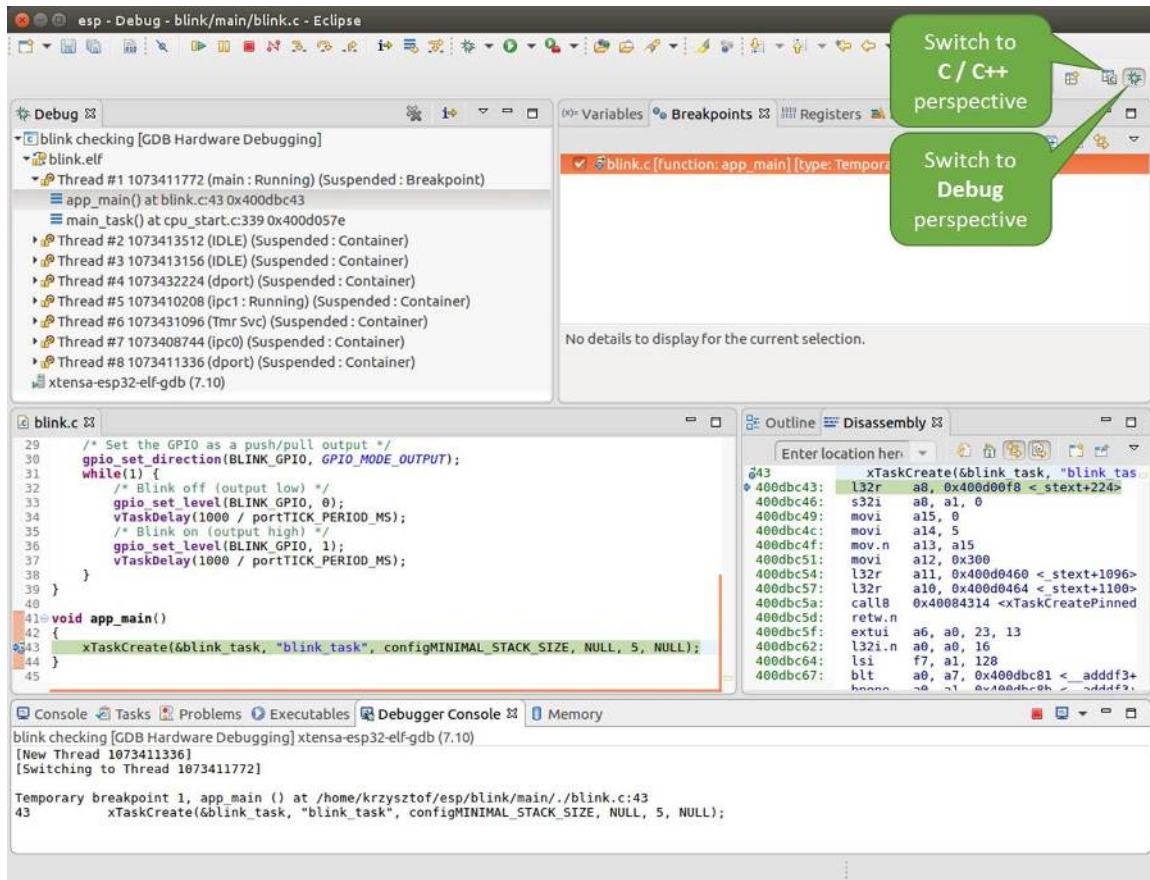 esp - Debug - blink/main/blink.c - Eclipse
Switch to
C / C++
perspective
Switch to
Debug
perspective
Debug
blink checking [GDB Hardware Debugging]
blink.elf
Thread #1 1073411772 (main : Running) (Suspended : Breakpoint)
app_main() at blink.c:43 0x400dbc43
main_task() at cpu_start.c:339 0x400d057e
Thread #2 1073413512 (IDLE) (Suspended : Container)
Thread #3 1073413156 (IDLE) (Suspended : Container)
Thread #4 1073432224 (dport) (Suspended : Container)
Thread #5 1073410208 (ipc1 : Running) (Suspended : Container)
Thread #6 1073431096 (Tmr Svc) (Suspended : Container)
Thread #7 1073408744 (ipc0) (Suspended : Container)
Thread #8 1073411336 (dport) (Suspended : Container)
xtensa-esp32-elf-gdb (7.10)
(x)= Variables Breakpoints Registers
blink.c [function: app_main] [type: Tempora
No details to display for the current selection.
blink.c
29 /* Set the GPIO as a push/pull output */
30 gpio_set_direction(BLINK_GPIO, GPIO_MODE_OUTPUT);
31 while(1) {
32 /* Blink off (output low) */
33 gpio_set_level(BLINK_GPIO, 0);
34 vTaskDelay(1000 / portTICK_PERIOD_MS);
35 /* Blink on (output high) */
36 gpio_set_level(BLINK_GPIO, 1);
37 vTaskDelay(1000 / portTICK_PERIOD_MS);
38 }
39 }
40
41 void app_main()
42 {
43 xTaskCreate(&blink_task, "blink_task", configMINIMAL_STACK_SIZE, NULL, 5, NULL);
44 }
45
Outline Disassembly
Enter location her
43 xTaskCreate(&blink_task, "blink_tas
400dbc43: l32r a8, 0x400d00f8 <_stext+224>
400dbc46: s32i a8, a1, 0
400dbc49: movi a15, 0
400dbc4c: movi a14, 5
400dbc4f: mov.n a13, a15
400dbc51: movi a12, 0x300
400dbc54: l32r a11, 0x400d0460 <_stext+1096>
400dbc57: l32r a10, 0x400d0464 <_stext+1100>
400dbc5a: call8 0x40084314 <xTaskCreatePinned
400dbc5d: retw.n
400dbc5f: extui a6, a0, 23, 13
400dbc62: l32i.n a0, a0, 16
400dbc64: lsi f7, a1, 128
400dbc67: blt a0, a7, 0x400dbc81 <__adddf3+
Console Tasks Problems Executables Debugger Console Memory
blink checking [GDB Hardware Debugging] xtensa-esp32-elf-gdb (7.10)
[New Thread 1073411336]
[Switching to Thread 1073411772]
Temporary breakpoint 1, app_main () at /home/krzysztof/esp/blink/main/./blink.c:43
43 xTaskCreate(&blink_task, "blink_task", configMINIMAL_STACK_SIZE, NULL, 5, NULL);